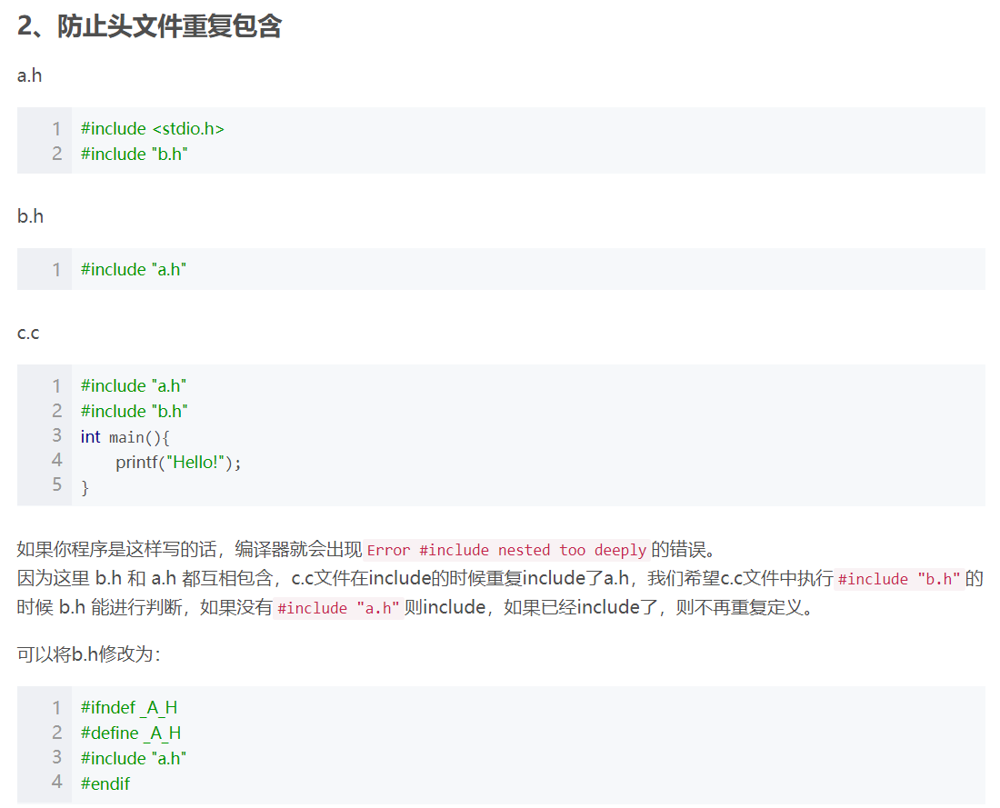 2、防止头文件重复包含
a.h
1 #include <stdio.h>
2 #include "b.h"
b.h
1 #include "a.h"
c.c
1 #include "a.h"
2 #include "b.h"
3 int main(){
4     printf("Hello!");
5 }
如果你程序是这样写的话，编译器就会出现 Error #include nested too deeply 的错误。
因为这里 b.h 和 a.h 都互相包含，c.c文件在include的时候重复include了a.h，我们希望c.c文件中执行 #include "b.h" 的
时候 b.h 能进行判断，如果没有 #include "a.h" 则include，如果已经include了，则不再重复定义。
可以将b.h修改为：
1 #ifndef _A_H
2 #define _A_H
3 #include "a.h"
4 #endif